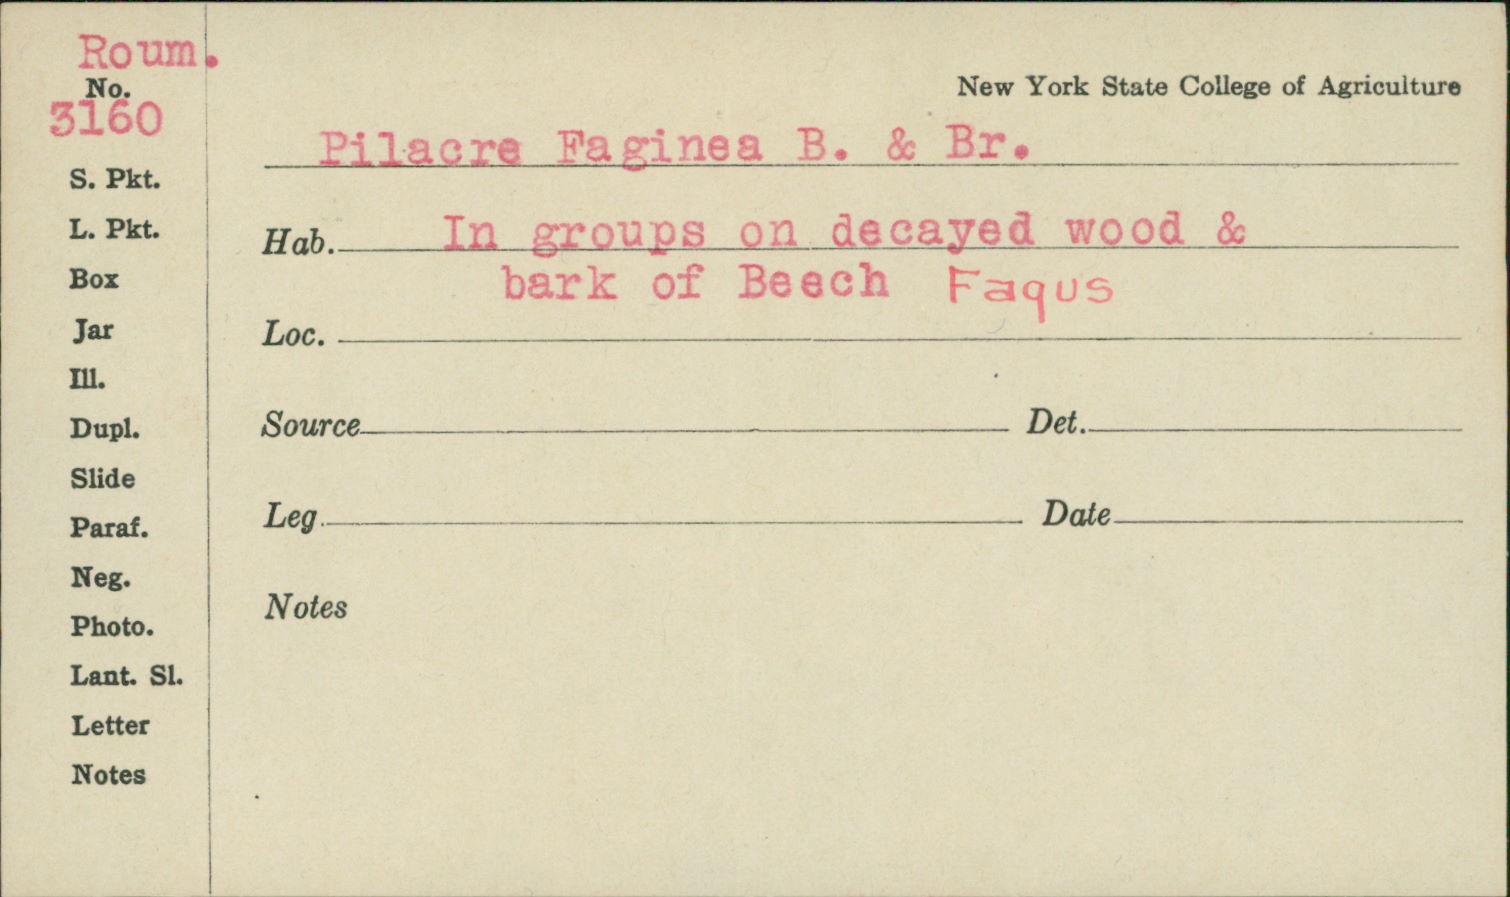 Roum.
No.
3160
S. Pkt.
L. Pkt.
Box
Jar
Ill.
Dupl.
Slide
Paraf.
Neg.
Photo.
Lant. Sl.
Letter
Notes
New York State College of Agriculture
Pilacre Faginea B. & Br.
Hab. In groups on decayed wood &
bark of Beech Fagus
Loc.
Source Det.
Leg. Date
Notes